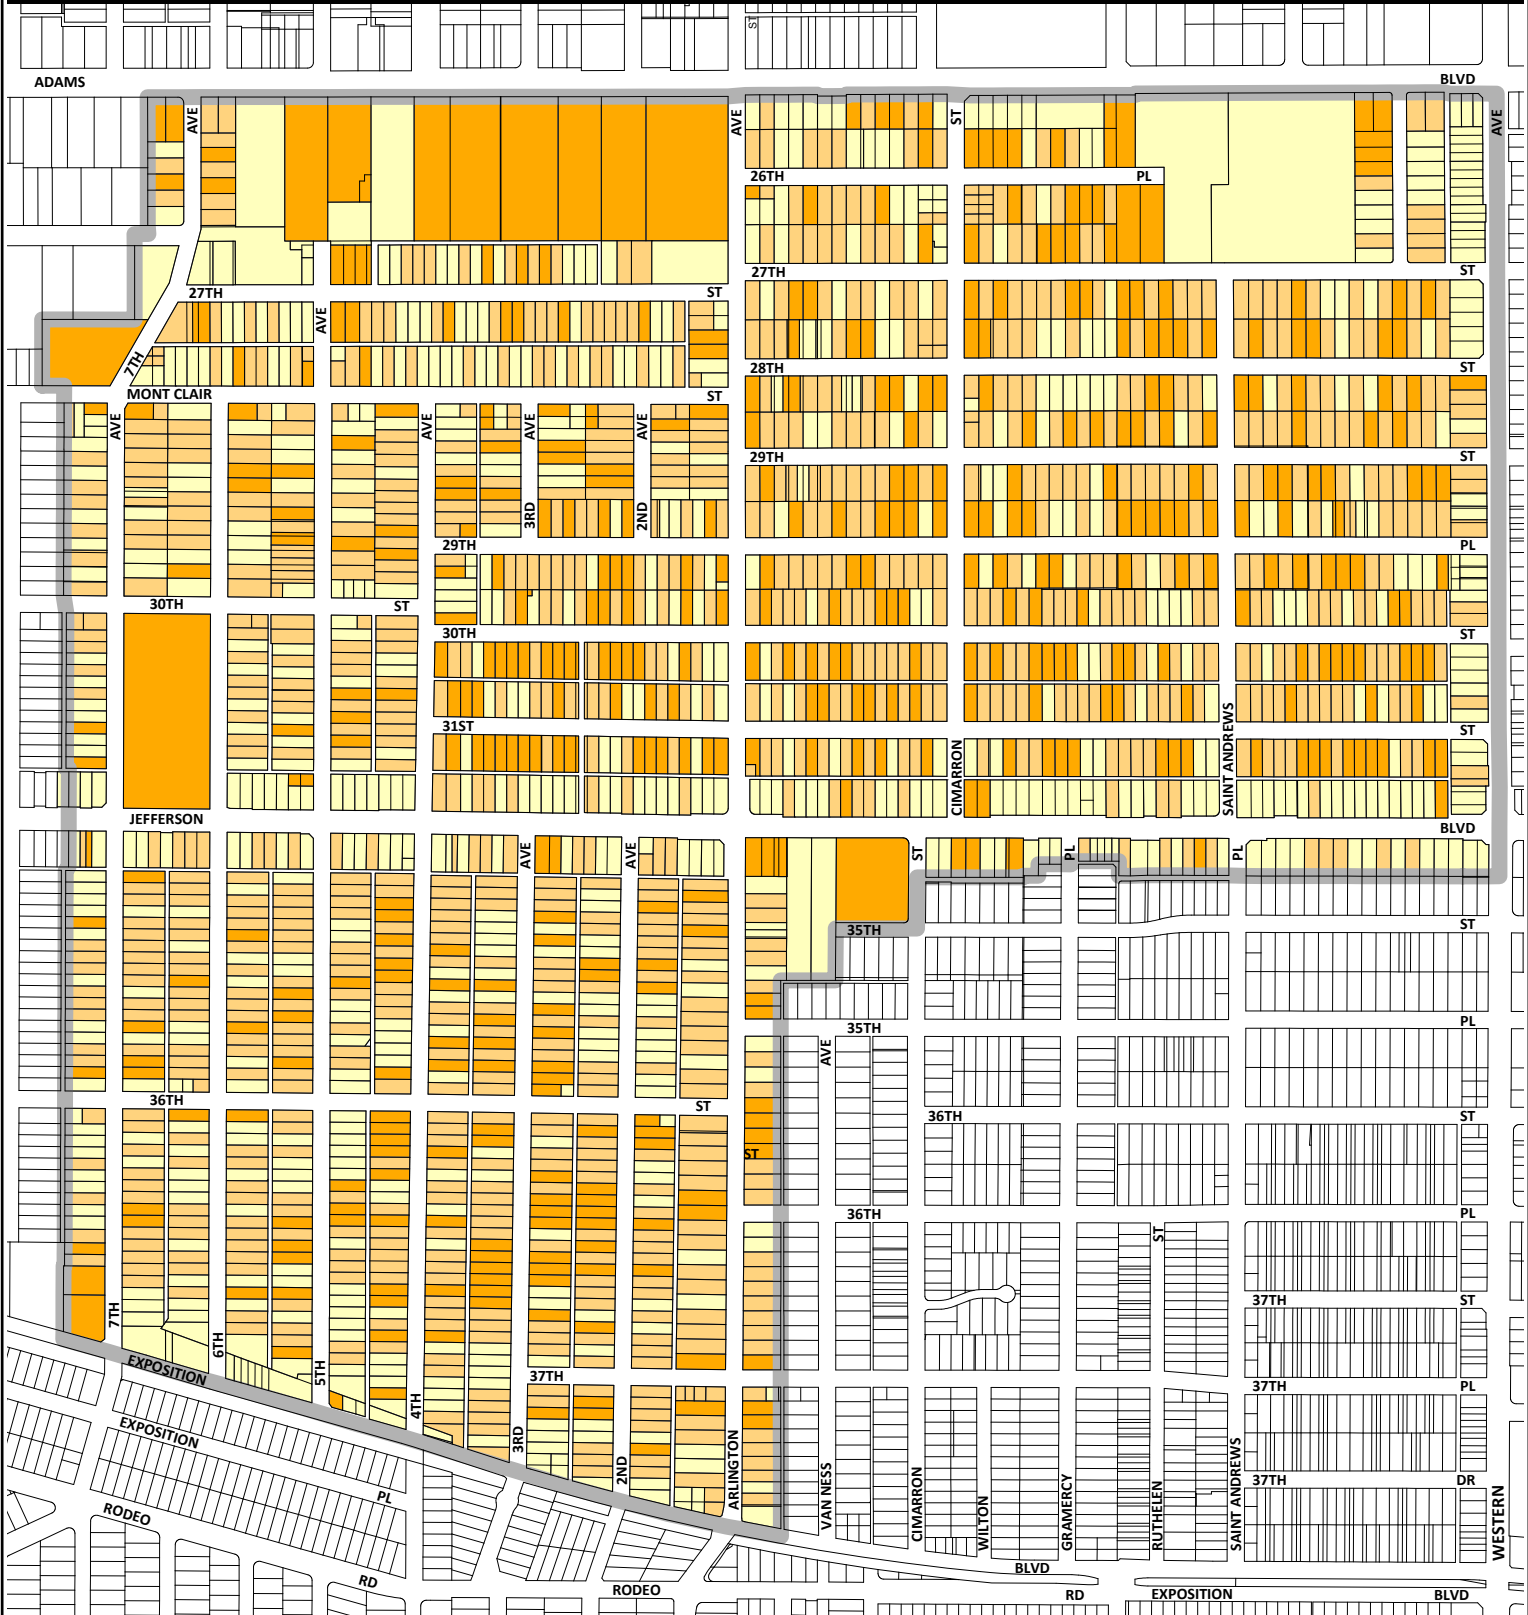 ST
ADAMS
BLVD
AVE
AVE
ST
AVE
26TH
PL
27TH
ST
27TH
ST
AVE
7TH
28TH
ST
MONT CLAIR
ST
AVE
AVE
AVE
AVE
29TH
ST
3RD
2ND
29TH
PL
30TH
ST
30TH
ST
31ST
ST
CIMARRON
SAINT ANDREWS
JEFFERSON
BLVD
AVE
AVE
ST
PL
PL
35TH
ST
35TH
PL
AVE
36TH
ST
36TH
ST
ST
36TH
PL
ST
37TH
ST
7TH
6TH
5TH
4TH
3RD
2ND
EXPOSITION
37TH
37TH
PL
EXPOSITION
PL
ARLINGTON
VAN NESS
CIMARRON
WILTON
GRAMERCY
RUTHELEN
SAINT ANDREWS
37TH
DR
WESTERN
RODEO
RD
RODEO
RD
BLVD
EXPOSITION
BLVD